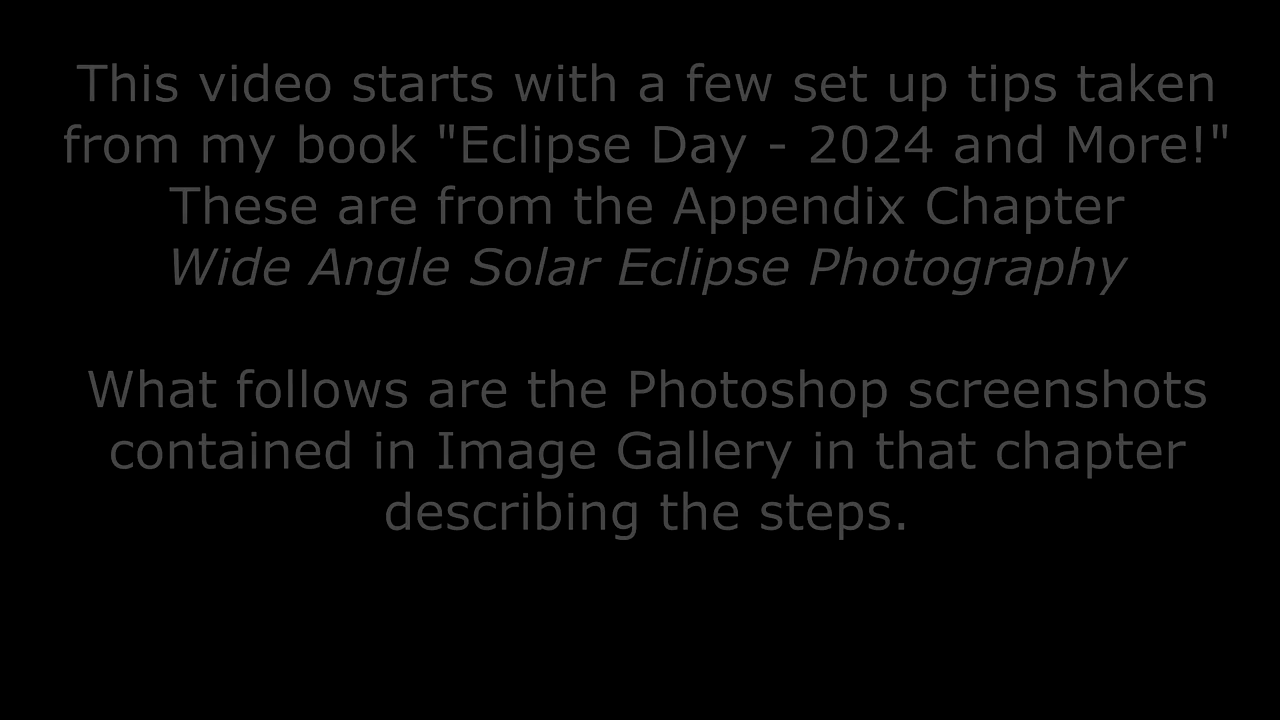 This video starts with a few set up tips taken
from my book "Eclipse Day - 2024 and More!"
These are from the Appendix Chapter
Wide Angle Solar Eclipse Photography
What follows are the Photoshop screenshots
contained in Image Gallery in that chapter
describing the steps.